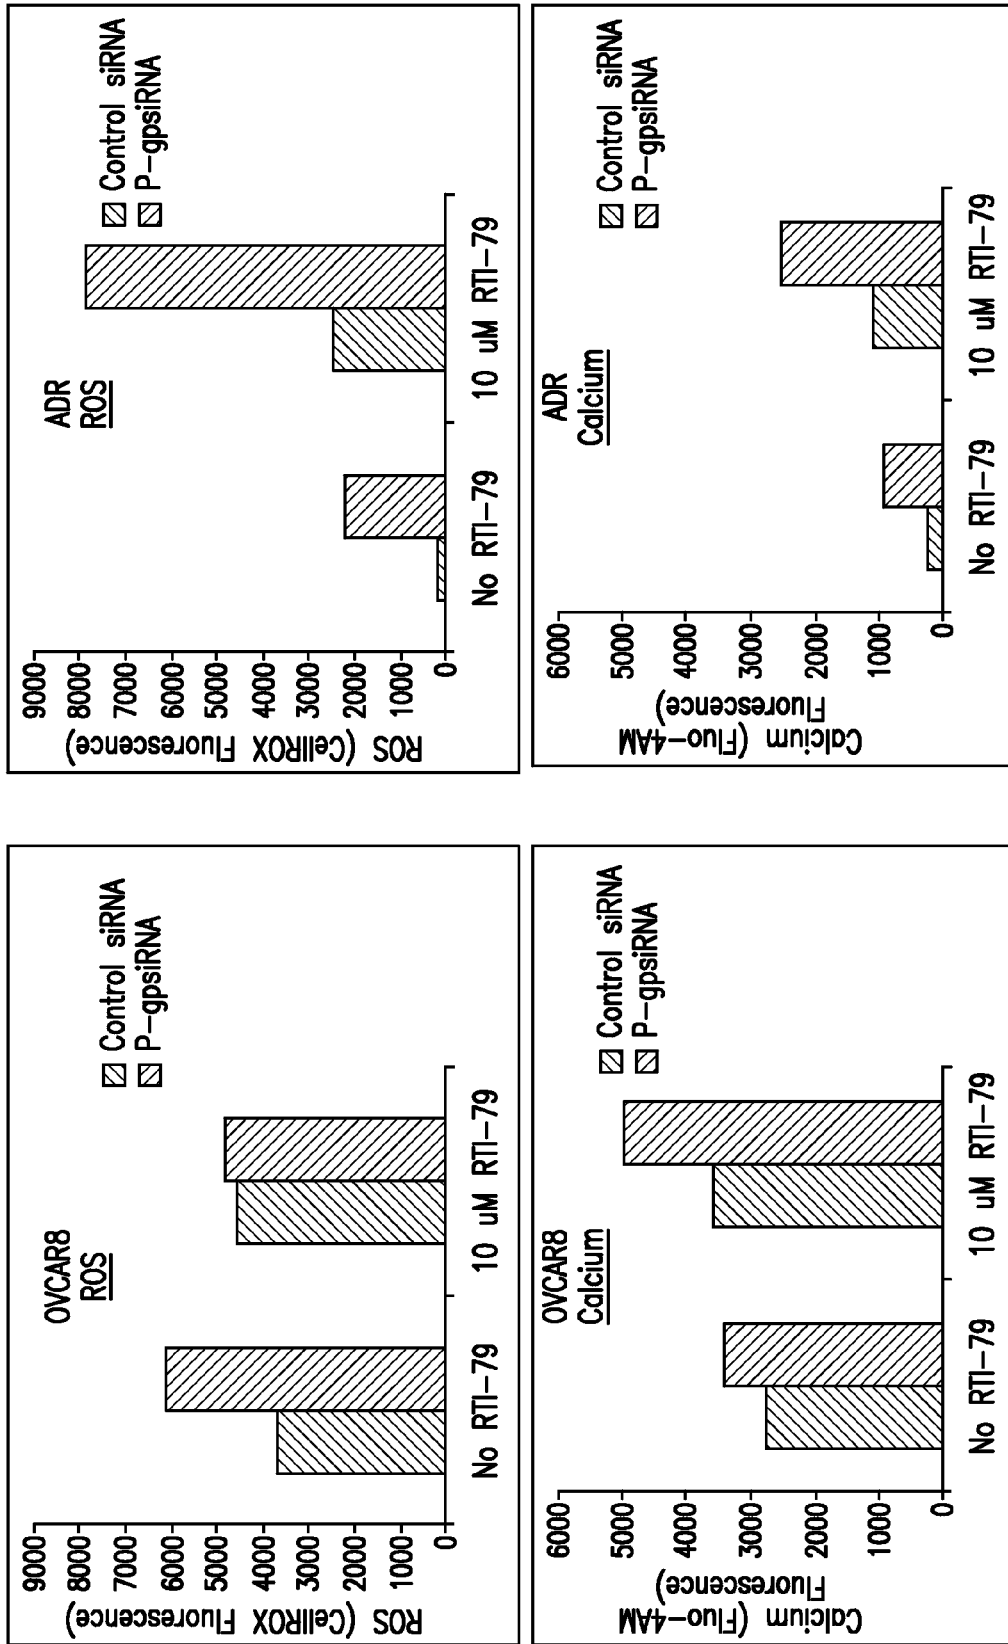 OVCAR8
ROS
Control siRNA
P-gpsiRNA
ROS (CellROX Fluorescence)
9000
8000
7000
6000
5000
4000
3000
2000
1000
0
No RTI-79
10 uM RTI-79
ADR
ROS
Control siRNA
P-gpsiRNA
ROS (CellROX Fluorescence)
9000
8000
7000
6000
5000
4000
3000
2000
1000
0
No RTI-79
10 uM RTI-79
OVCAR8
Calcium
Control siRNA
P-gpsiRNA
Calcium (Fluo-4AM
Fluorescence)
6000
5000
4000
3000
2000
1000
0
No RTI-79
10 uM RTI-79
ADR
Calcium
Control siRNA
P-gpsiRNA
Calcium (Fluo-4AM
Fluorescence)
6000
5000
4000
3000
2000
1000
0
No RTI-79
10 uM RTI-79